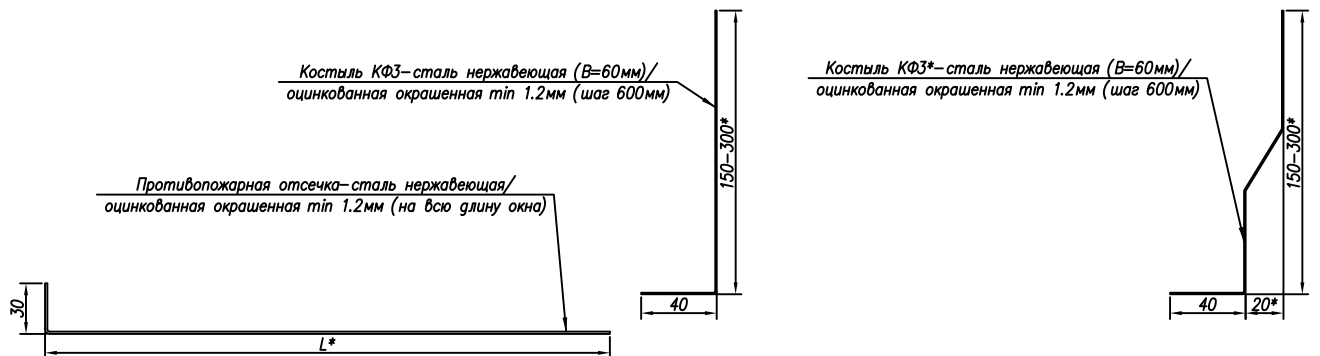 Костыль КФ3–сталь нержавеющая (В=60мм)/
оцинкованная окрашенная min 1.2мм (шаг 600мм)
150–300*
40
Костыль КФ3*–сталь нержавеющая (В=60мм)/
оцинкованная окрашенная min 1.2мм (шаг 600мм)
150–300*
40
20*
Противопожарная отсечка–сталь нержавеющая/
оцинкованная окрашенная min 1.2мм (на всю длину окна)
30
L*